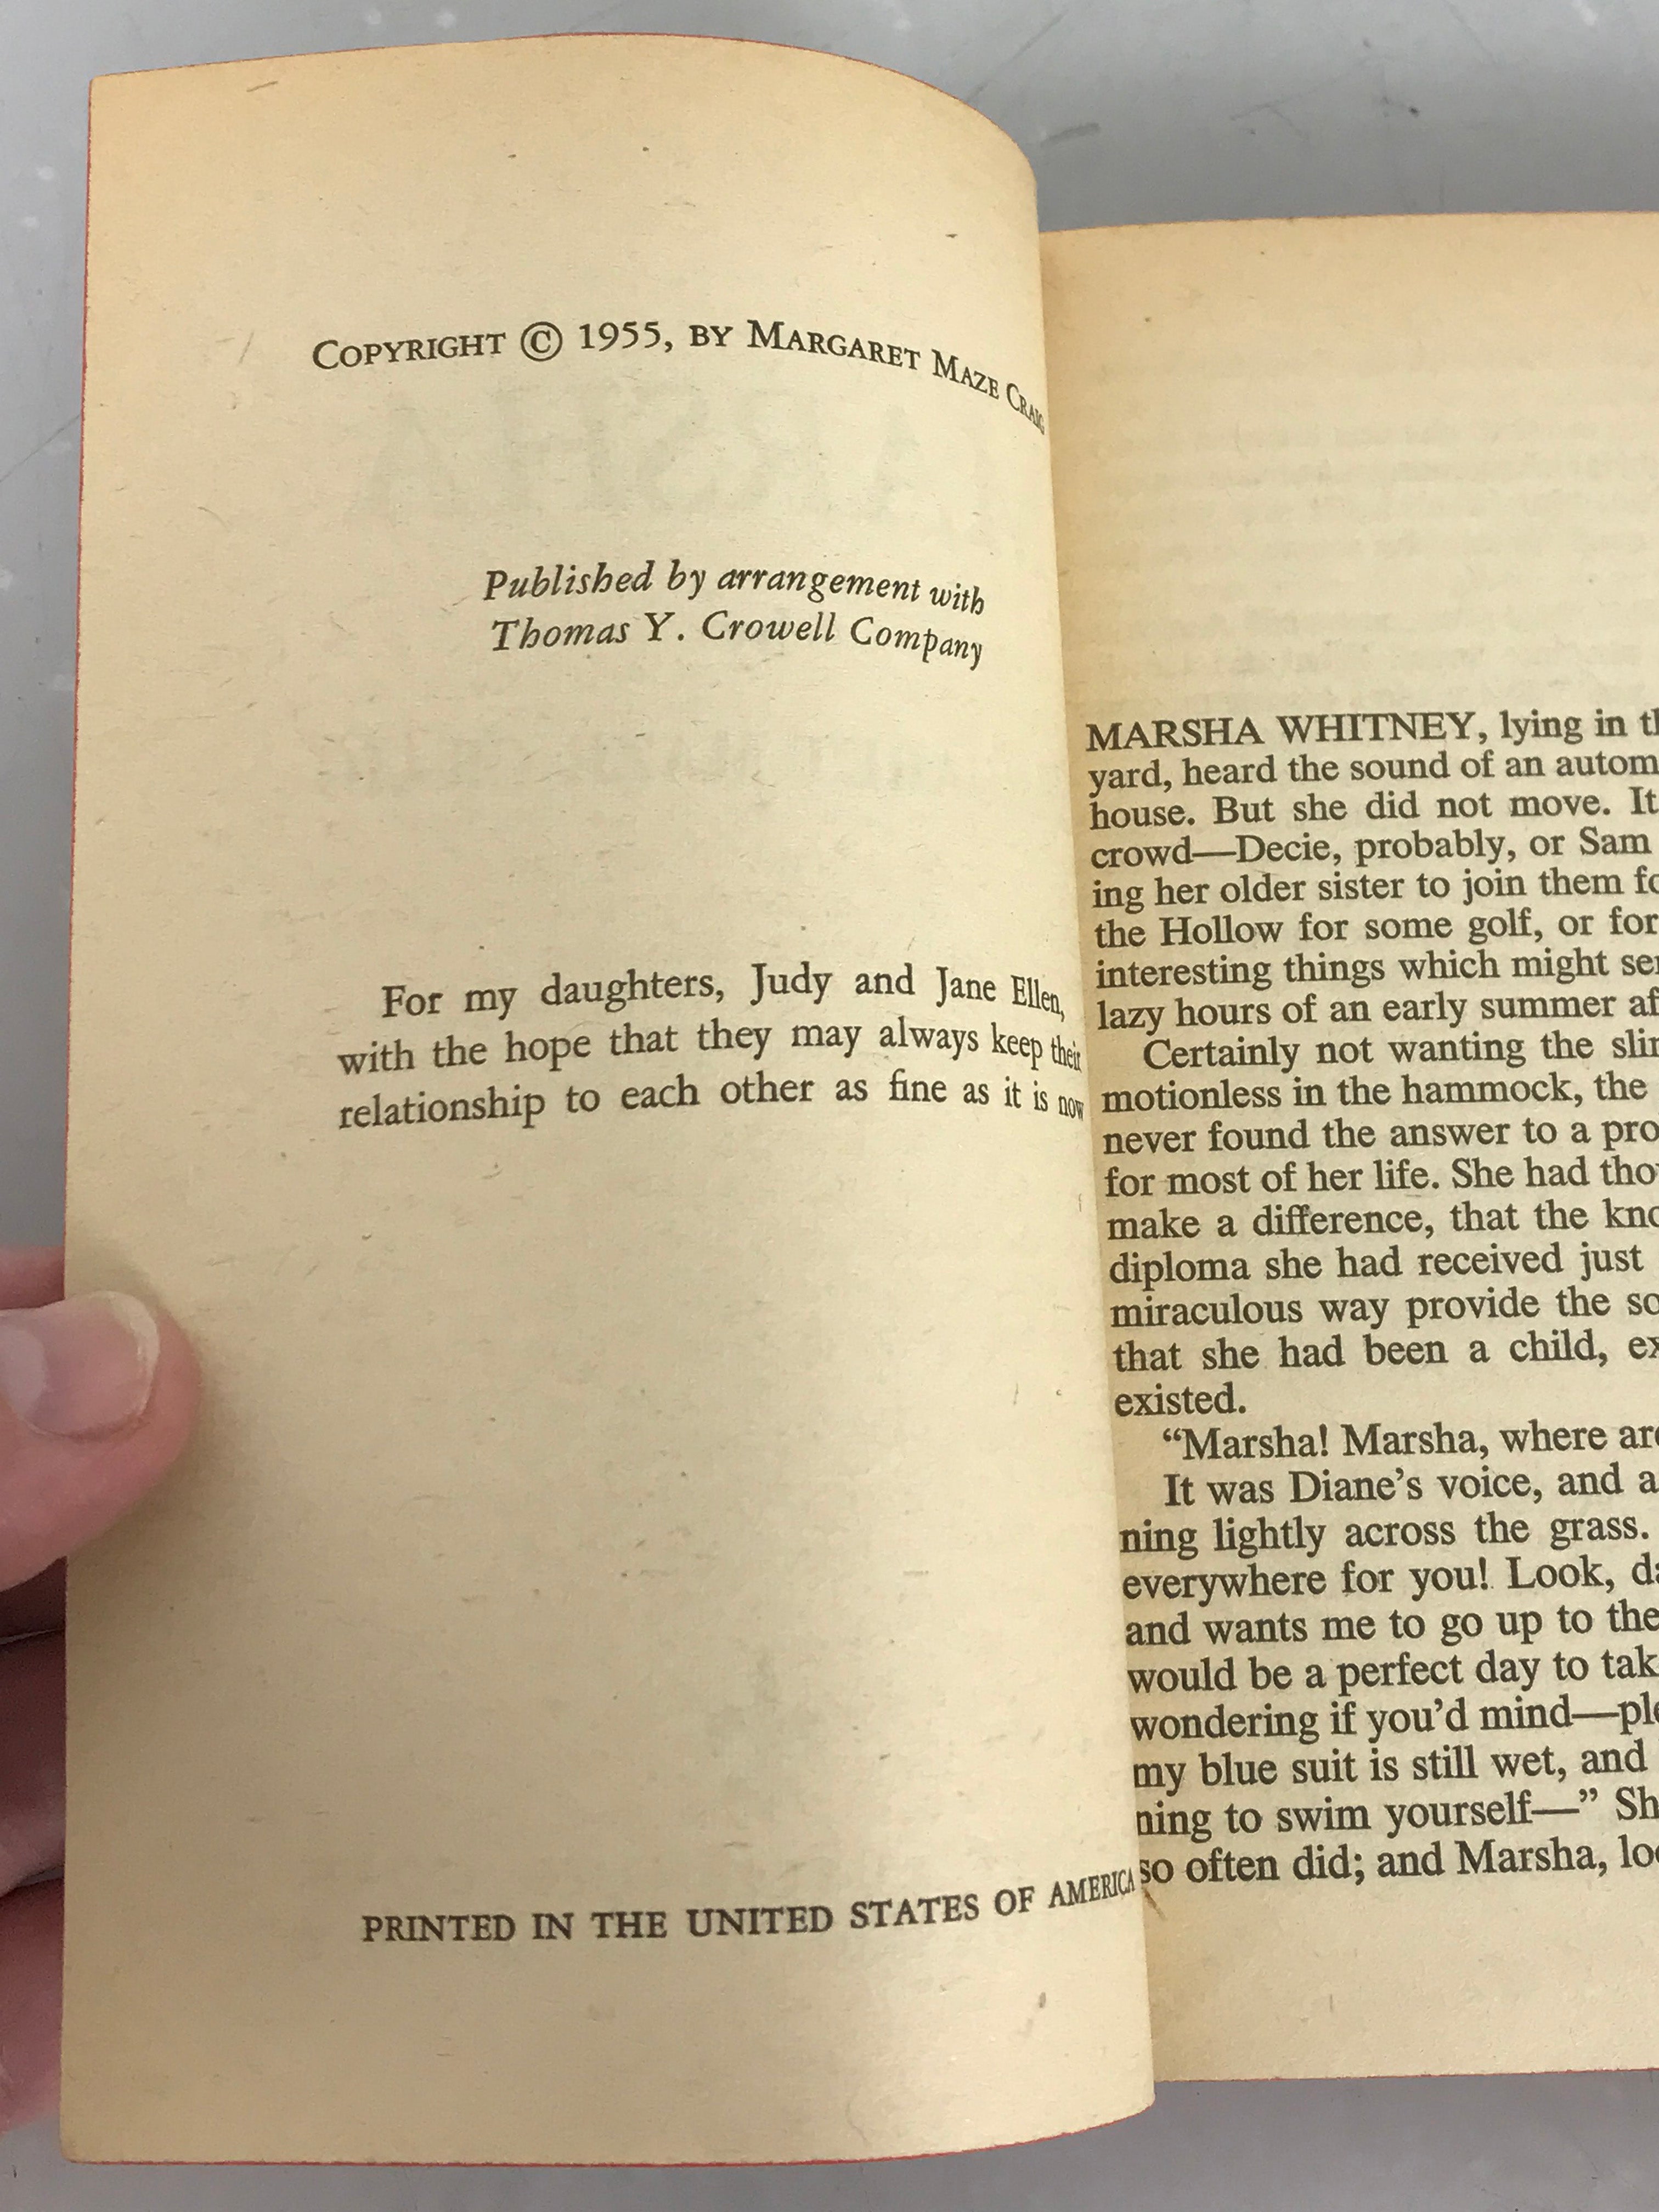 COPYRIGHT © 1955, BY MARGARET MAZE CRAIG
Published by arrangement with
Thomas Y. Crowell Company
For my daughters, Judy and Jane Ellen,
with the hope that they may always keep their
relationship to each other as fine as it is now
PRINTED IN THE UNITED STATES OF AMERICA
MARSHA WHITNEY, lying in
yard, heard the sound of an
house. But she did not move. It
crowd—Decie, probably, or Sam
ing her older sister to join them
the Hollow for some golf, or for
interesting things which might
lazy hours of an early summer
Certainly not wanting the
motionless in the hammock, the
never found the answer to a
for most of her life. She had
make a difference, that the
diploma she had received just
miraculous way provide the
that she had been a child,
existed.
“Marsha! Marsha, where
It was Diane’s voice, and
ning lightly across the grass.
everywhere for you! Look,
and wants me to go up to the
would be a perfect day to
wondering if you’d mind—
my blue suit is still wet, and
ning to swim yourself—”
so often did; and Marsha,